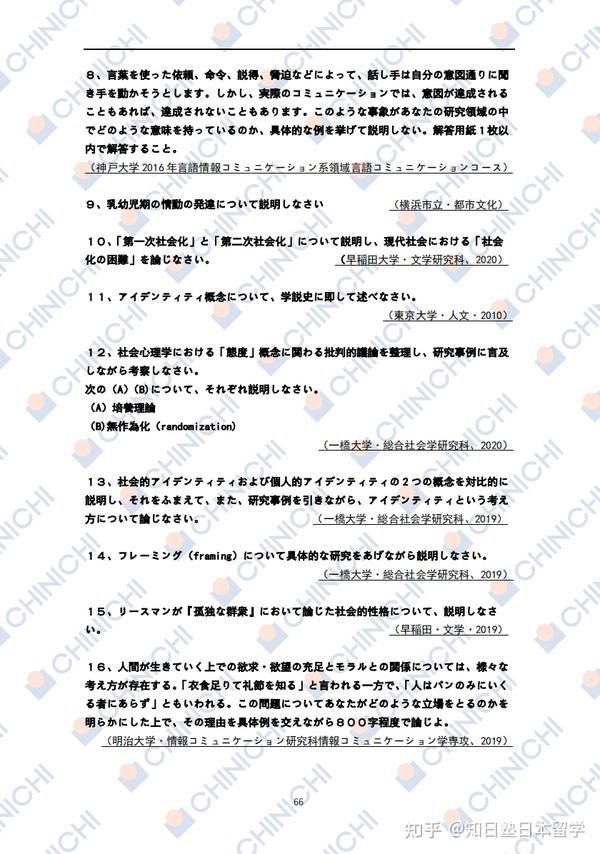 8、言葉を使った依頼、命令、説得、脅迫などによって、話し手は自分の意図通りに聞
き手を動かそうとします。しかし、実際のコミュニケーションでは、意図が達成される
こともあれば、達成されないこともあります。このような事象があなたの研究領域の中
でどのような意味を持っているのか、具体的な例を挙げて説明しない。解答用紙1枚以
内で解答すること。
（神戸大学2016年言語情報コミュニケーション系領域言語コミュニケーションコース）
9、乳幼児期の情動の発達について説明しなさい （横浜市立・都市文化）
10、「第一次社会化」と「第二次社会化」について説明し、現代社会における「社会
化の困難」を論じなさい。 （早稲田大学・文学研究科、2020）
11、アイデンティティ概念について、学説史に即して述べなさい。
（東京大学・人文・2010）
12、社会心理学における「態度」概念に関わる批判的議論を整理し、研究事例に言及
しながら考察しなさい。
次の（A）(B)について、それぞれ説明しなさい。
（A）培養理論
(B)無作為化（randomization）
（一橋大学・総合社会学研究科、2020）
13、社会的アイデンティティおよび個人的アイデンティティの2つの概念を対比的に
説明し、それをふまえて、また、研究事例を引きながら、アイデンティティという考え
方について論じなさい。 （一橋大学・総合社会学研究科、2019）
14、フレーミング（framing）について具体的な研究をあげながら説明しなさい。
（一橋大学・総合社会学研究科、2019）
15、リースマンが『孤独な群衆』において論じた社会的性格について、説明しなさ
い。 （早稲田・文学・2019）
16、人間が生きていく上での欲求・欲望の充足とモラルとの関係については、様々な
考え方が存在する。「衣食足りて礼節を知る」と言われる一方で、「人はパンのみにいく
る者にあらず」ともいわれる。この問題についてあなたがどのような立場をとるのかを
明らかにした上で、その理由を具体例を交えながら800字程度で論じよ。
（明治大学・情報コミュニケーション研究科情報コミュニケーション学専攻、2019）
66
知乎 @知日塾日本留学
CHINICHI